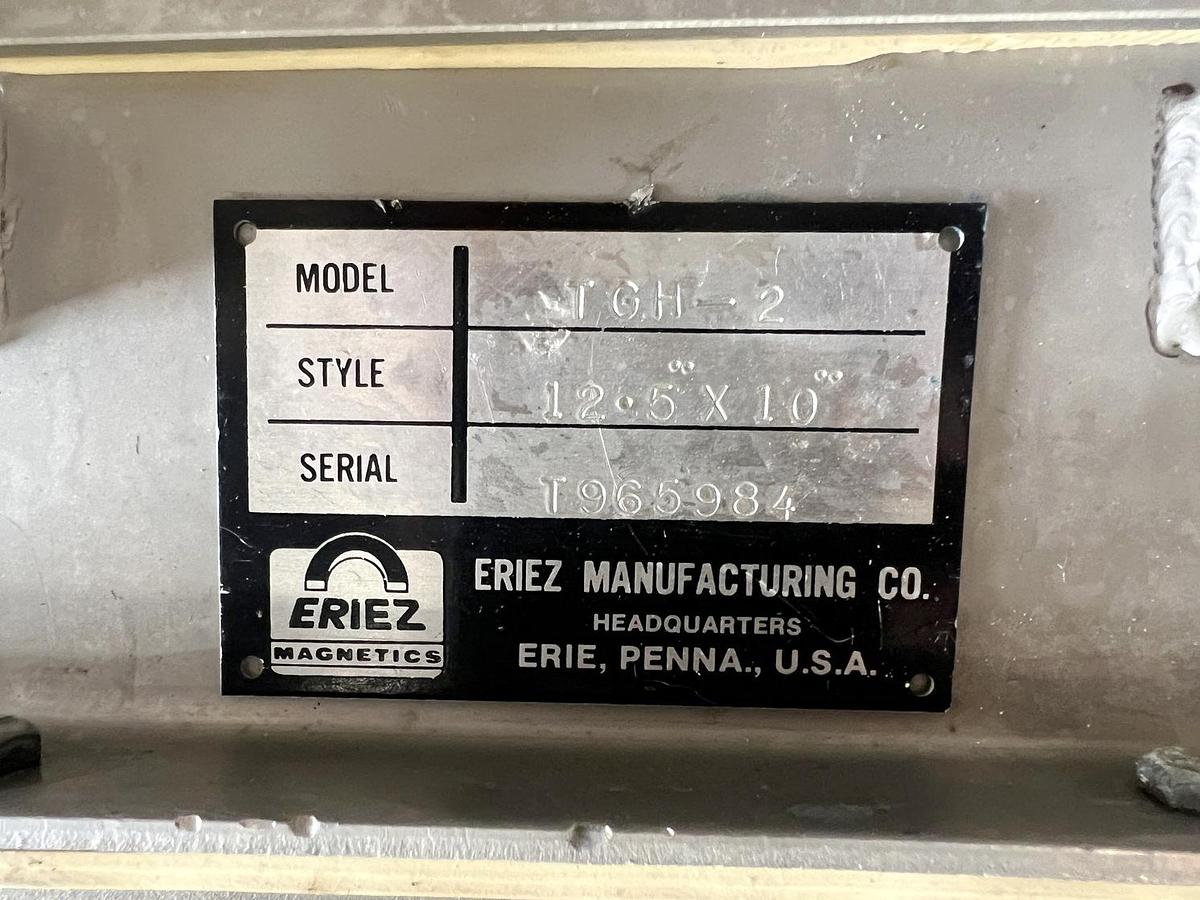 MODEL TGH-2
STYLE 12.5" X 10"
SERIAL T965984
ERIEZ
MAGNETICS
ERIEZ MANUFACTURING CO.
HEADQUARTERS
ERIE, PENNA., U.S.A.